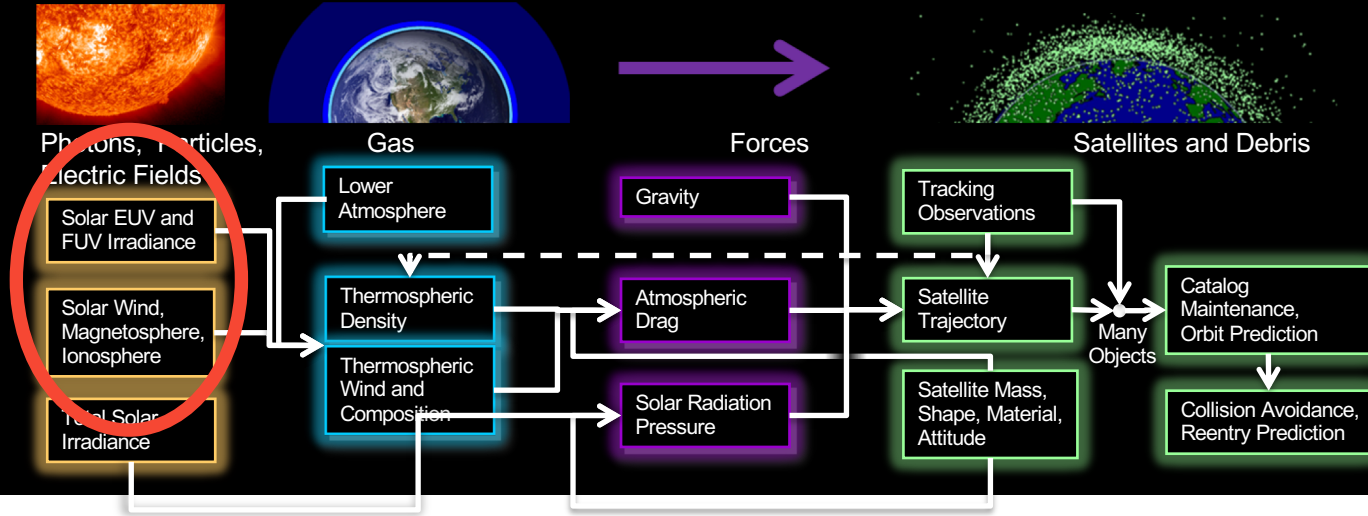 Photons, Particles,
Electric Fields
Gas
Forces
Satellites and Debris
Solar EUV and
FUV Irradiance
Solar Wind,
Magnetosphere,
Ionosphere
Total Solar
Irradiance
Lower
Atmosphere
Thermospheric
Density
Thermospheric
Wind and
Composition
Gravity
Atmospheric
Drag
Solar Radiation
Pressure
Tracking
Observations
Satellite
Trajectory
Satellite Mass,
Shape, Material,
Attitude
Many
Objects
Catalog
Maintenance,
Orbit Prediction
Collision Avoidance,
Reentry Prediction